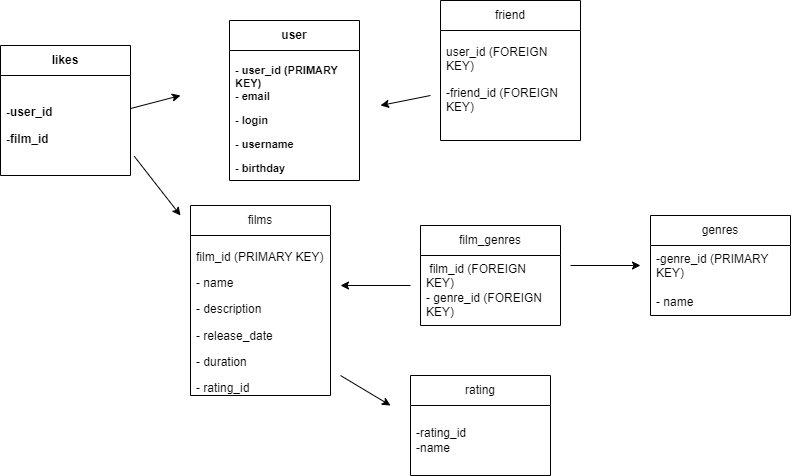 likes
-user_id
-film_id
user
- user_id (PRIMARY
KEY)
- email
- login
- username
- birthday
friend
user_id (FOREIGN
KEY)
-friend_id (FOREIGN
KEY)
films
film_id (PRIMARY KEY)
- name
- description
- release_date
- duration
- rating_id
film_genres
film_id (FOREIGN
KEY)
- genre_id (FOREIGN
KEY)
genres
-genre_id (PRIMARY
KEY)
- name
rating
-rating_id
-name